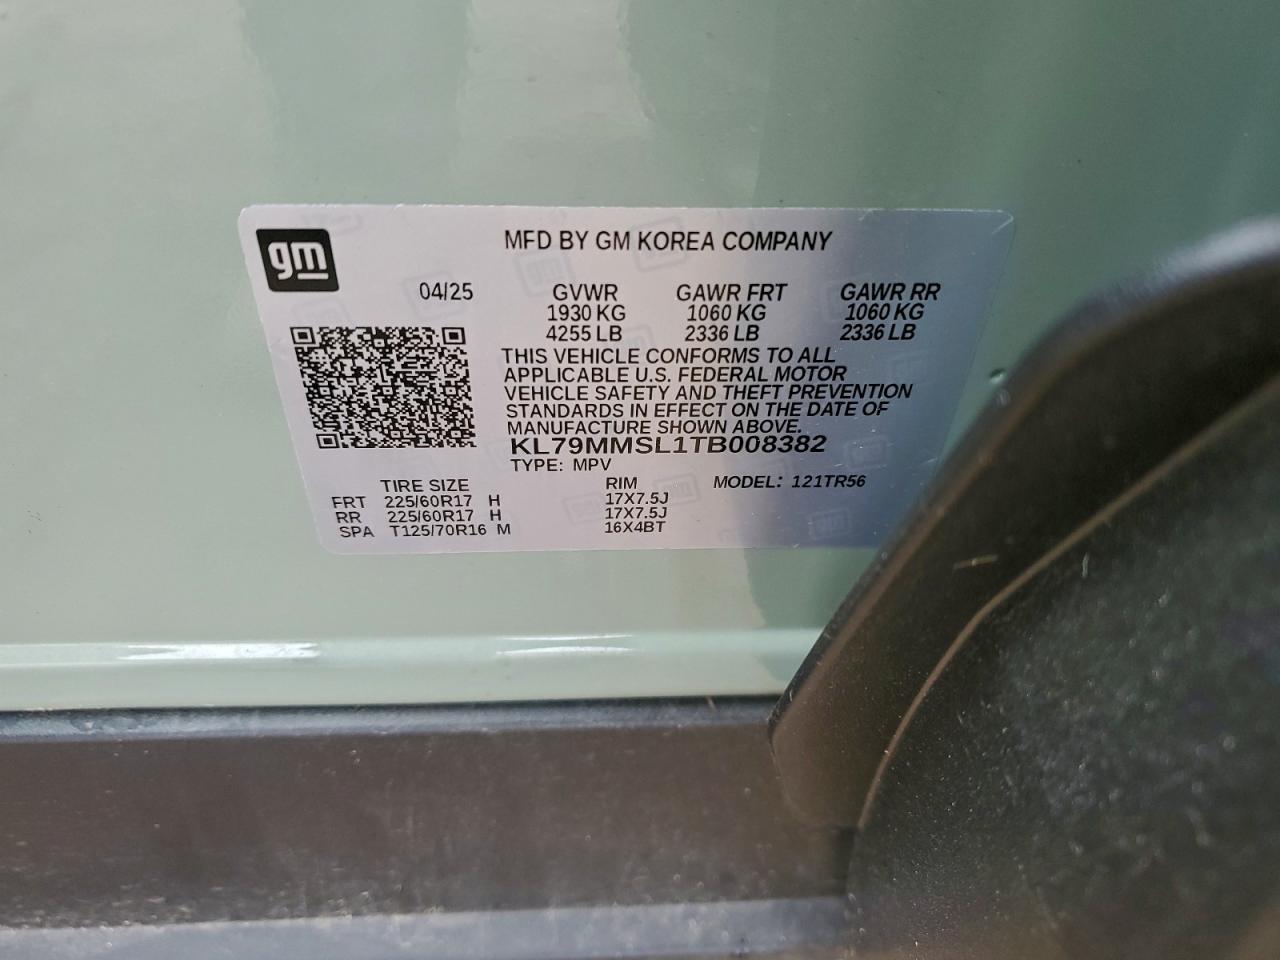 gm
MFD BY GM KOREA COMPANY
04/25 GVWR GAWR FRT GAWR RR
1930 KG 1060 KG 1060 KG
4255 LB 2336 LB 2336 LB
THIS VEHICLE CONFORMS TO ALL
APPLICABLE U.S. FEDERAL MOTOR
VEHICLE SAFETY AND THEFT PREVENTION
STANDARDS IN EFFECT ON THE DATE OF
MANUFACTURE SHOWN ABOVE.
KL79MMSL1TB008382
TYPE: MPV
TIRE SIZE RIM MODEL: 121TR56
FRT 225/60R17 H 17X7.5J
RR 225/60R17 H 17X7.5J
SPA T125/70R16 M 16X4BT